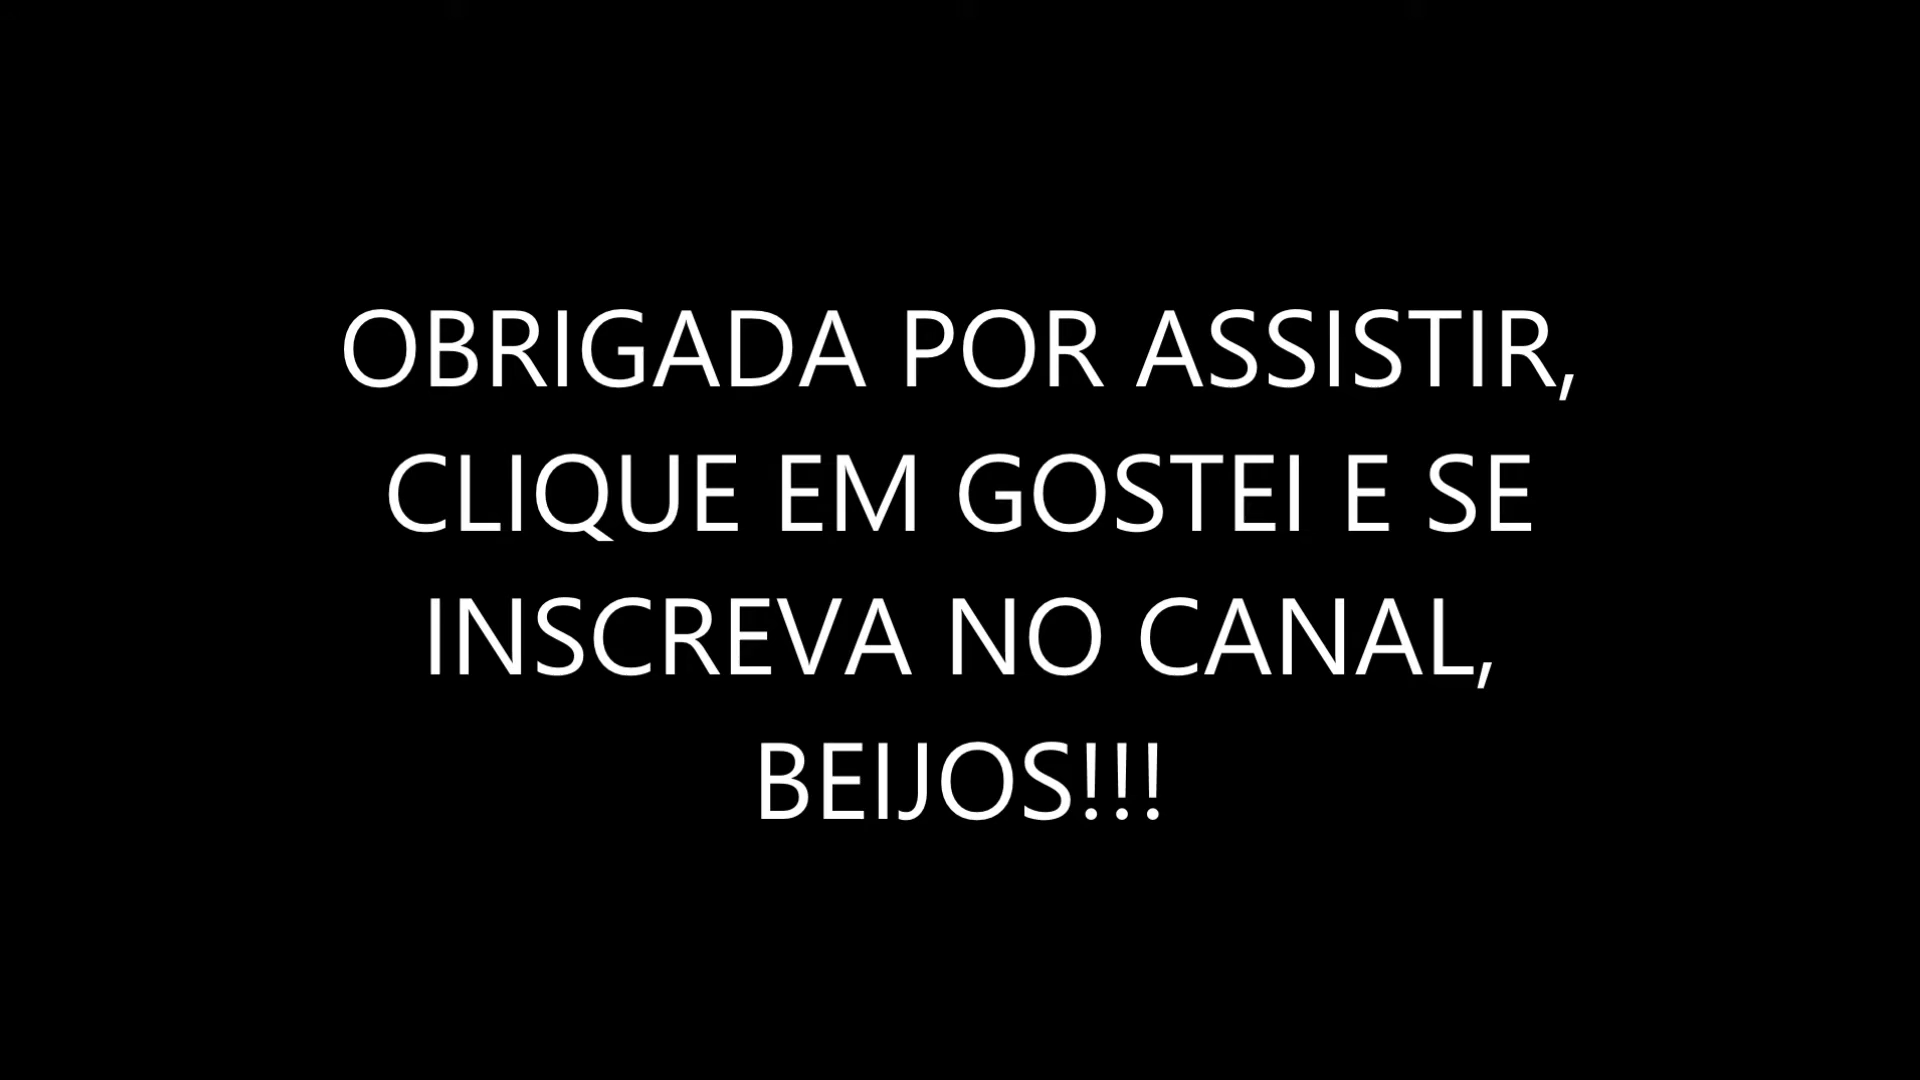 OBRIGADA POR ASSISTIR,
CLIQUE EM GOSTEI E SE
INSCREVA NO CANAL,
BEIJOS!!!